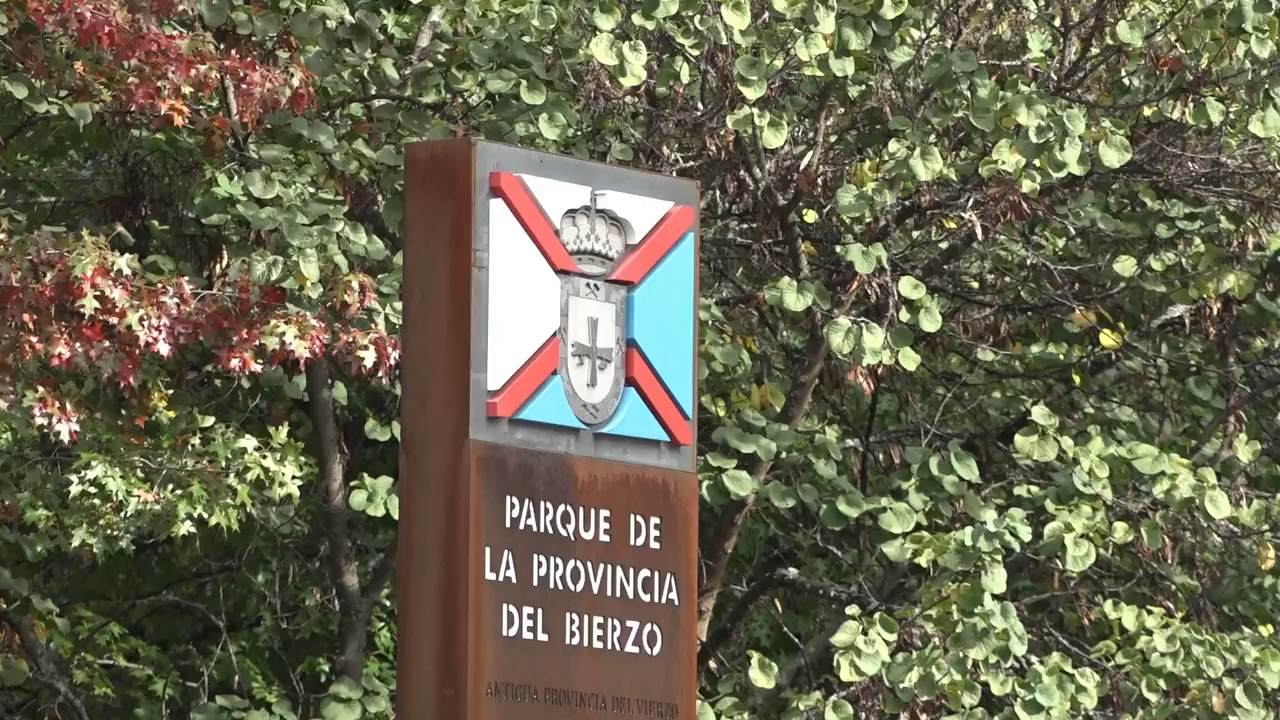 PARQUE DE
LA PROVINCIA
DEL BIERZO
ANTIGUA PROVINCIA DEL VIERZO